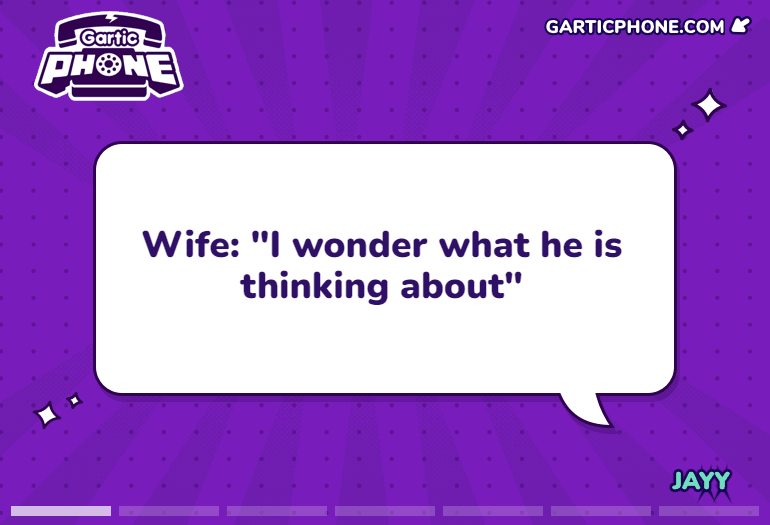 Gartic
PHONE
GARTICPHONE.COM
Wife: "I wonder what he is
thinking about"
JAYY